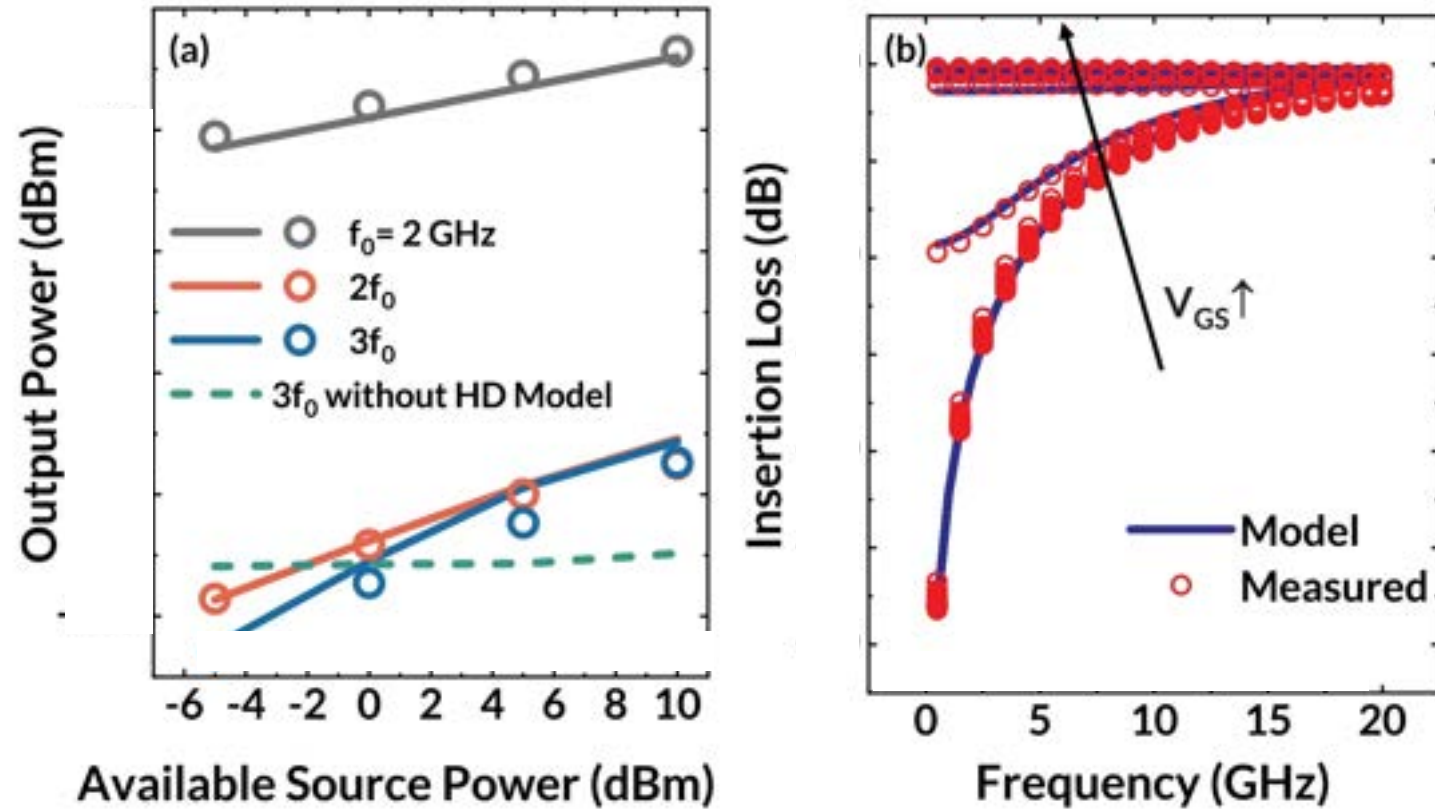 (a)
Output Power (dBm)
f₀= 2 GHz
2f₀
3f₀
3f₀ without HD Model
-6 -4 -2 0 2 4 6 8 10
Available Source Power (dBm)
(b)
Insertion Loss (dB)
V_GS↑
Model
Measured
0 5 10 15 20
Frequency (GHz)